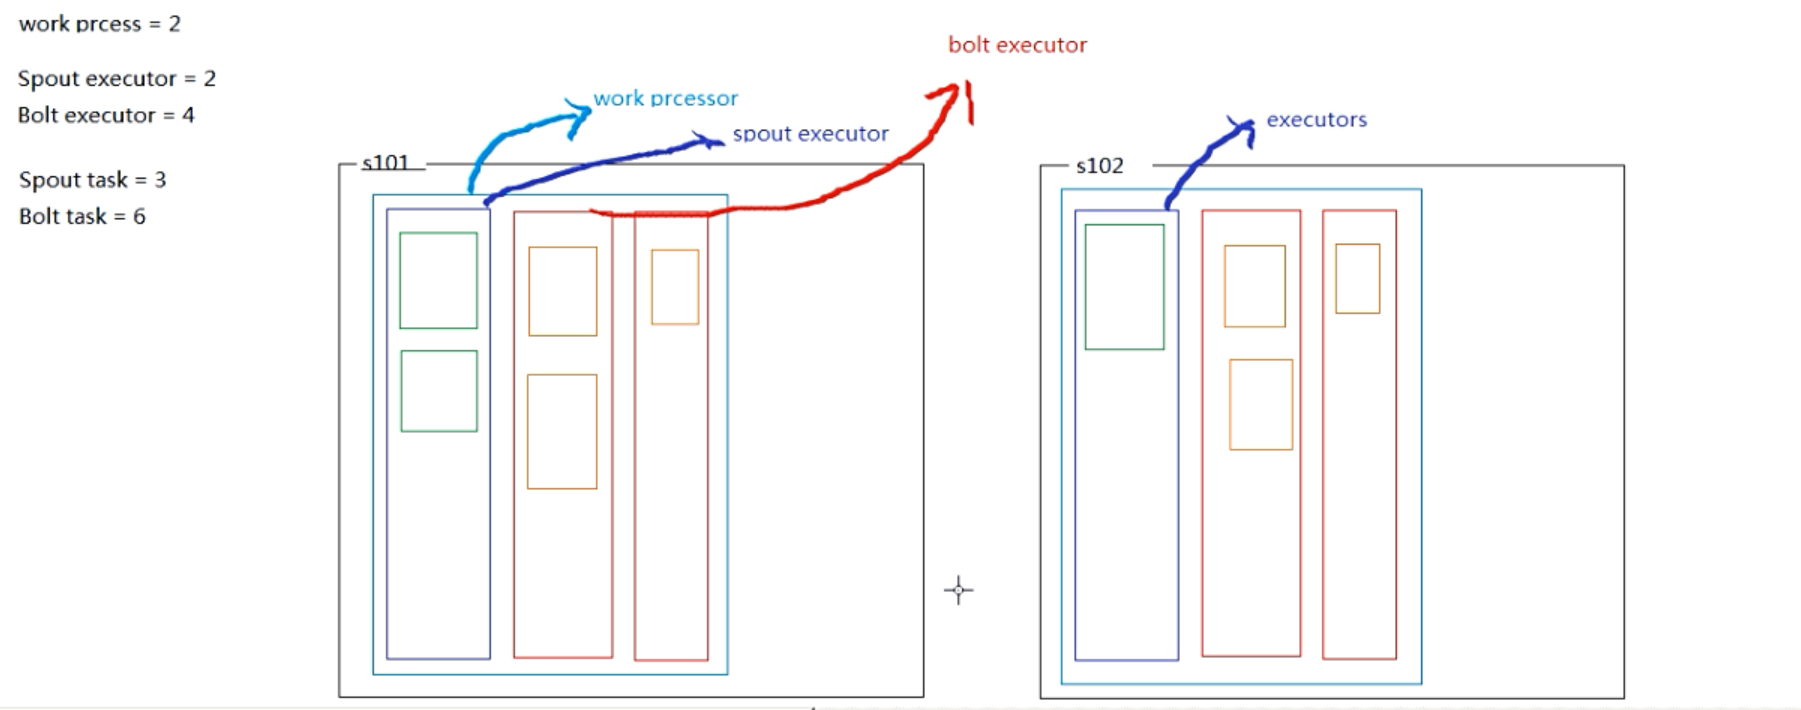 work prcess = 2
Spout executor = 2
Bolt executor = 4
Spout task = 3
Bolt task = 6
bolt executor
work prcessor
spout executor
executors
s101
s102